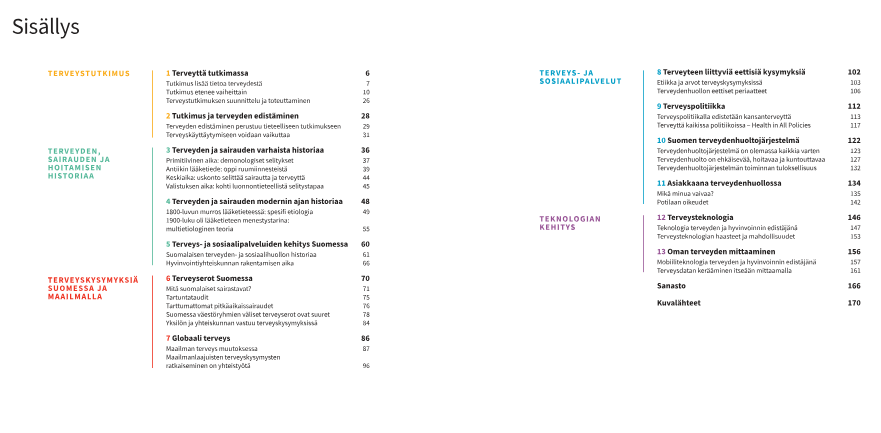 Sisällys
TERVEYSTUTKIMUS
1 Terveyttä tutkimassa 6
Tutkimus lisää tietoa terveydestä 7
Tutkimus etenee vaiheittain 10
Terveystutkimuksen suunnittelu ja toteuttaminen 26
2 Tutkimus ja terveyden edistäminen 28
Terveyden edistäminen perustuu tieteelliseen tutkimukseen 29
Terveyskäyttäytymiseen voidaan vaikuttaa 31
TERVEYDEN,
SAIRAUDEN JA
HOITAMISEN
HISTORIAA
3 Terveyden ja sairauden varhaista historiaa 36
Primitiivinen aika: demonologiset selitykset 37
Antiikin lääketiede: oppi ruumiinnesteistä 39
Keskiaika: uskonto selittää sairautta ja terveyttä 44
Valistuksen aika: kohti luonnontieteellistä selitystapaa 45
4 Terveyden ja sairauden modernin ajan historiaa 48
1800-luvun murros lääketieteessä: spesifi etiologia 49
1900-luku oli lääketieteen menestystarina:
multietiologinen teoria 55
5 Terveys- ja sosiaalipalveluiden kehitys Suomessa 60
Suomalaisen terveyden- ja sosiaalihuollon historiaa 61
Hyvinvointiyhteiskunnan rakentamisen aika 66
TERVEYSKYSYMYKSIÄ
SUOMESSA JA
MAAILMALLA
6 Terveyserot Suomessa 70
Mitä suomalaiset sairastavat? 71
Tartuntataudit 75
Tarttumattomat pitkäaikaissairaudet 76
Suomessa väestöryhmien väliset terveyserot ovat suuret 78
Yksilön ja yhteiskunnan vastuu terveyskysymyksissä 84
7 Globaali terveys 86
Maailman terveys muutoksessa 87
Maailmanlaajuisten terveyskysymysten
ratkaiseminen on yhteistyötä 96
TERVEYS- JA
SOSIAALIPALVELUT
8 Terveyteen liittyviä eettisiä kysymyksiä 102
Etiikka ja arvot terveyskysymyksissä 103
Terveydenhuollon eettiset periaatteet 106
9 Terveyspolitiikka 112
Terveyspolitiikalla edistetään kansanterveyttä 113
Terveyttä kaikissa politiikoissa – Health in All Policies 117
10 Suomen terveydenhuoltojärjestelmä 122
Terveydenhuoltojärjestelmä on olemassa kaikkia varten 123
Terveydenhuolto on ehkäisevää, hoitavaa ja kuntouttavaa 127
Terveydenhuoltojärjestelmän toiminnan tuloksellisuus 132
11 Asiakkaana terveydenhuollossa 134
Mikä minua vaivaa? 135
Potilaan oikeudet 142
TEKNOLOGIAN
KEHITYS
12 Terveysteknologia 146
Teknologia terveyden ja hyvinvoinnin edistäjänä 147
Terveysteknologian haasteet ja mahdollisuudet 153
13 Oman terveyden mittaaminen 156
Mobiiliteknologia terveyden ja hyvinvoinnin edistäjänä 157
Terveysdatan kerääminen itseään mittaamalla 161
Sanasto 166
Kuvalähteet 170